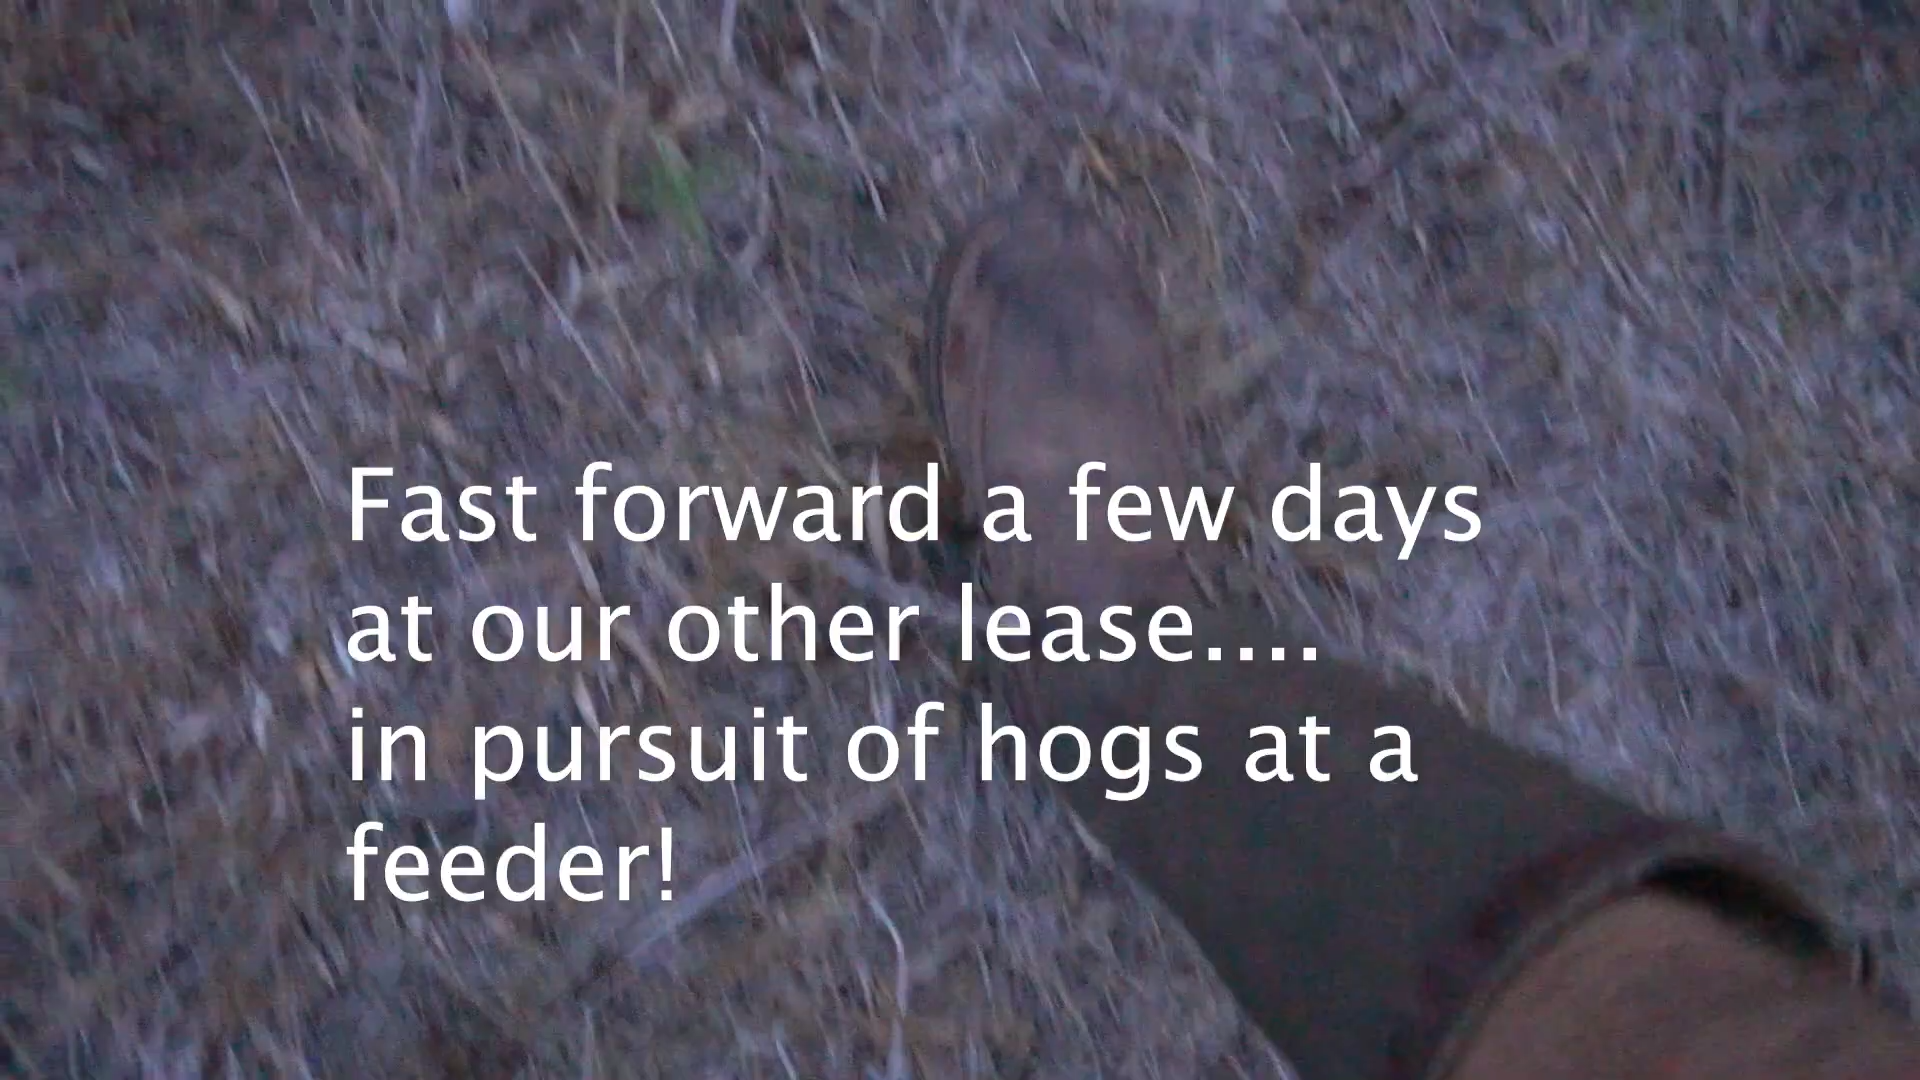 Fast forward a few days
at our other lease....
in pursuit of hogs at a
feeder!